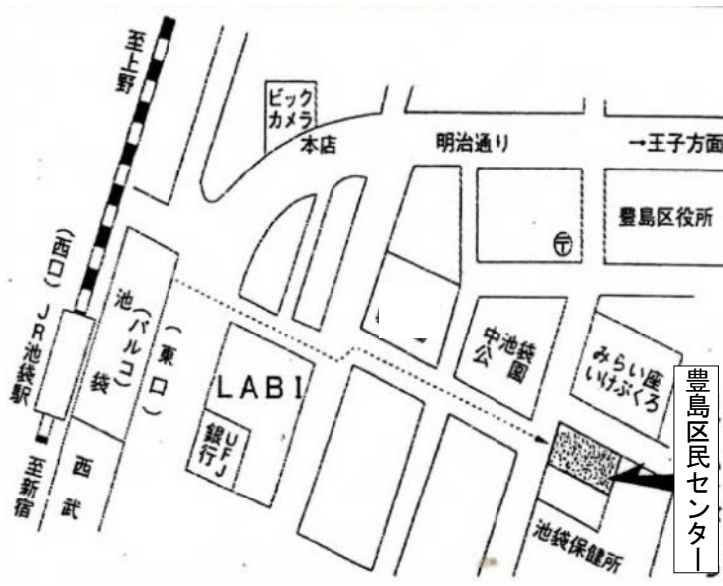 至上野
ビック
カメラ
本店
明治通り
→王子方面
豊島区役所
〒
(西口)
JR池袋駅
池袋
(パルコ)
(東口)
西武
至新宿
LABI
UFJ
銀行
中池袋
公園
みらい座
いけぶくろ
豊島区民センター
池袋保健所